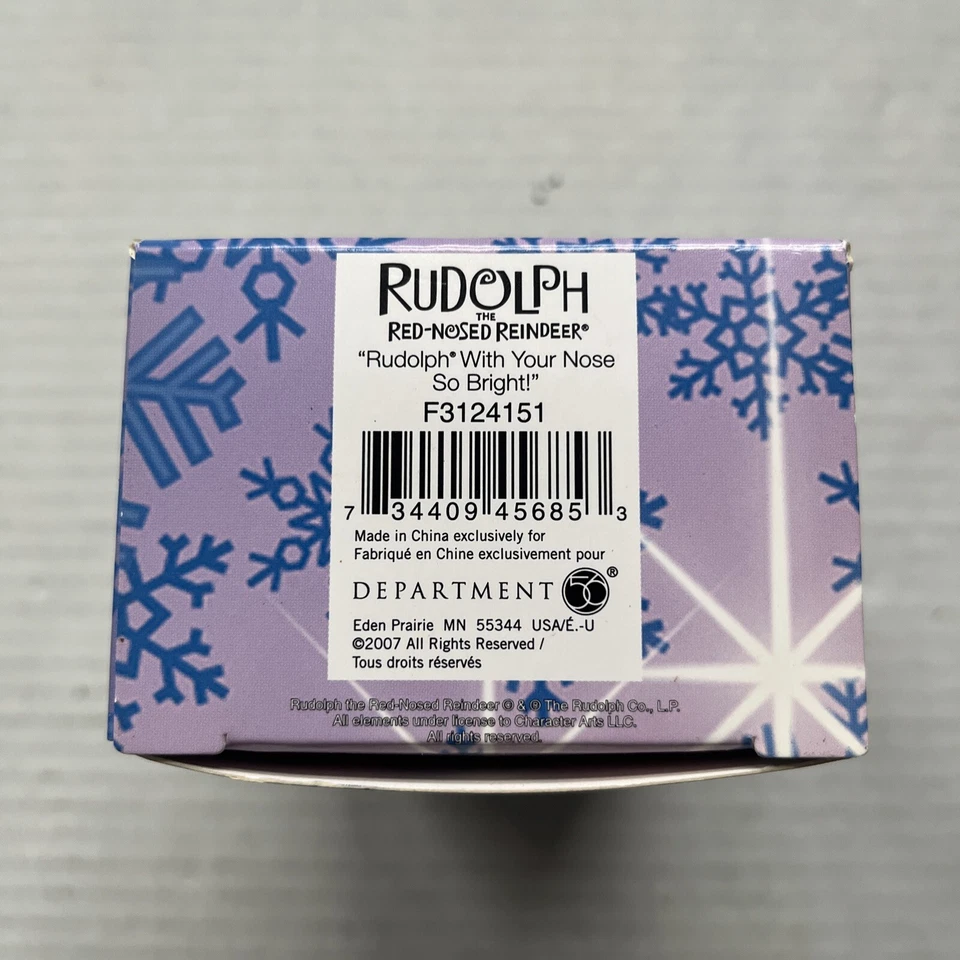 RUDOLPH
THE
RED-NOSED REINDEER®
“Rudolph® With Your Nose
So Bright!”
F3124151
7 34409 45685 3
Made in China exclusively for
Fabriqué en Chine exclusivement pour
DEPARTMENT 56®
Eden Prairie MN 55344 USA/É.-U
©2007 All Rights Reserved /
Tous droits réservés
Rudolph the Red-Nosed Reindeer © & ® The Rudolph Co., L.P.
All elements under license to Character Arts LLC.
All rights reserved.